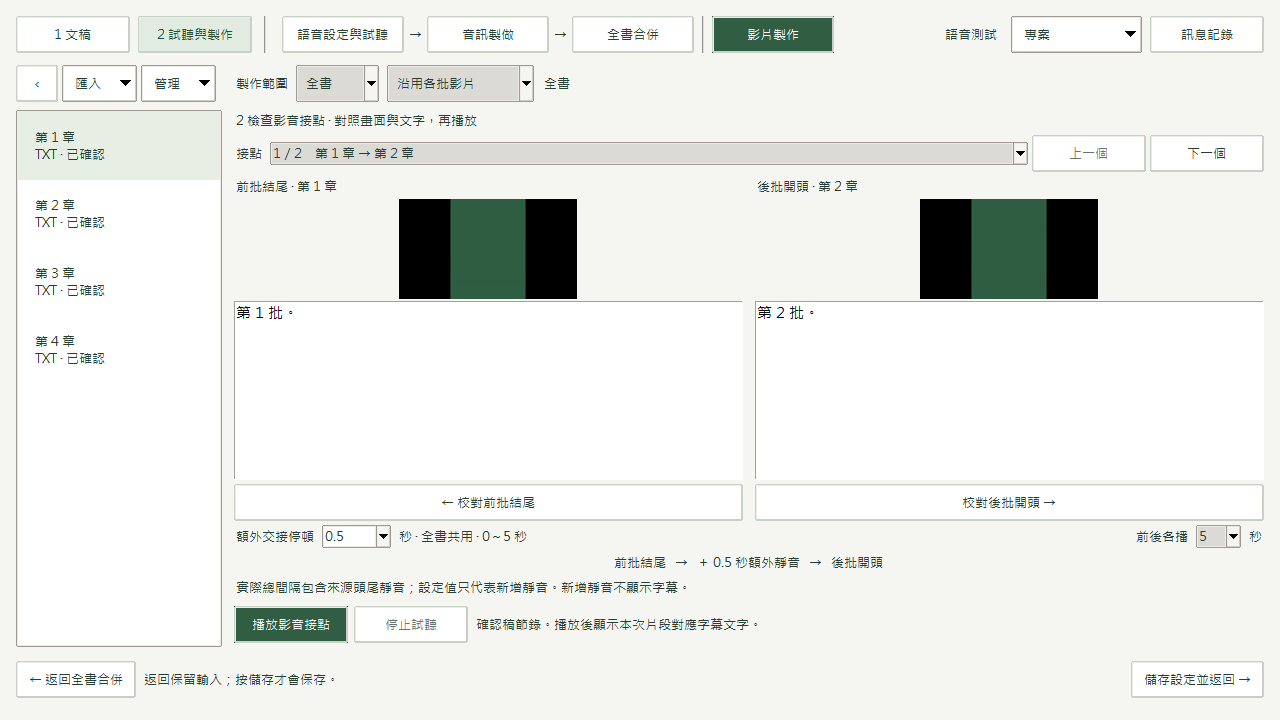 1 文稿
2 試聽與製作
語音設定與試聽
→
音訊製做
→
全書合併
影片製作
語音測試
專案
訊息記錄
‹
匯入
管理
製作範圍
全書
沿用各批影片
全書
第 1 章
TXT · 已確認
第 2 章
TXT · 已確認
第 3 章
TXT · 已確認
第 4 章
TXT · 已確認
2 檢查影音接點 · 對照畫面與文字，再播放
接點
1 / 2 第 1 章 → 第 2 章
上一個
下一個
前批結尾 · 第 1 章
後批開頭 · 第 2 章
第 1 批。
第 2 批。
← 校對前批結尾
校對後批開頭 →
額外交接停頓
0.5
秒 · 全書共用 · 0～5 秒
前後各播
5
秒
前批結尾 → + 0.5 秒額外靜音 → 後批開頭
實際總間隔包含來源頭尾靜音；設定值只代表新增靜音。新增靜音不顯示字幕。
播放影音接點
停止試聽
確認稿節錄。播放後顯示本次片段對應字幕文字。
← 返回全書合併
返回保留輸入；按儲存才會保存。
儲存設定並返回 →